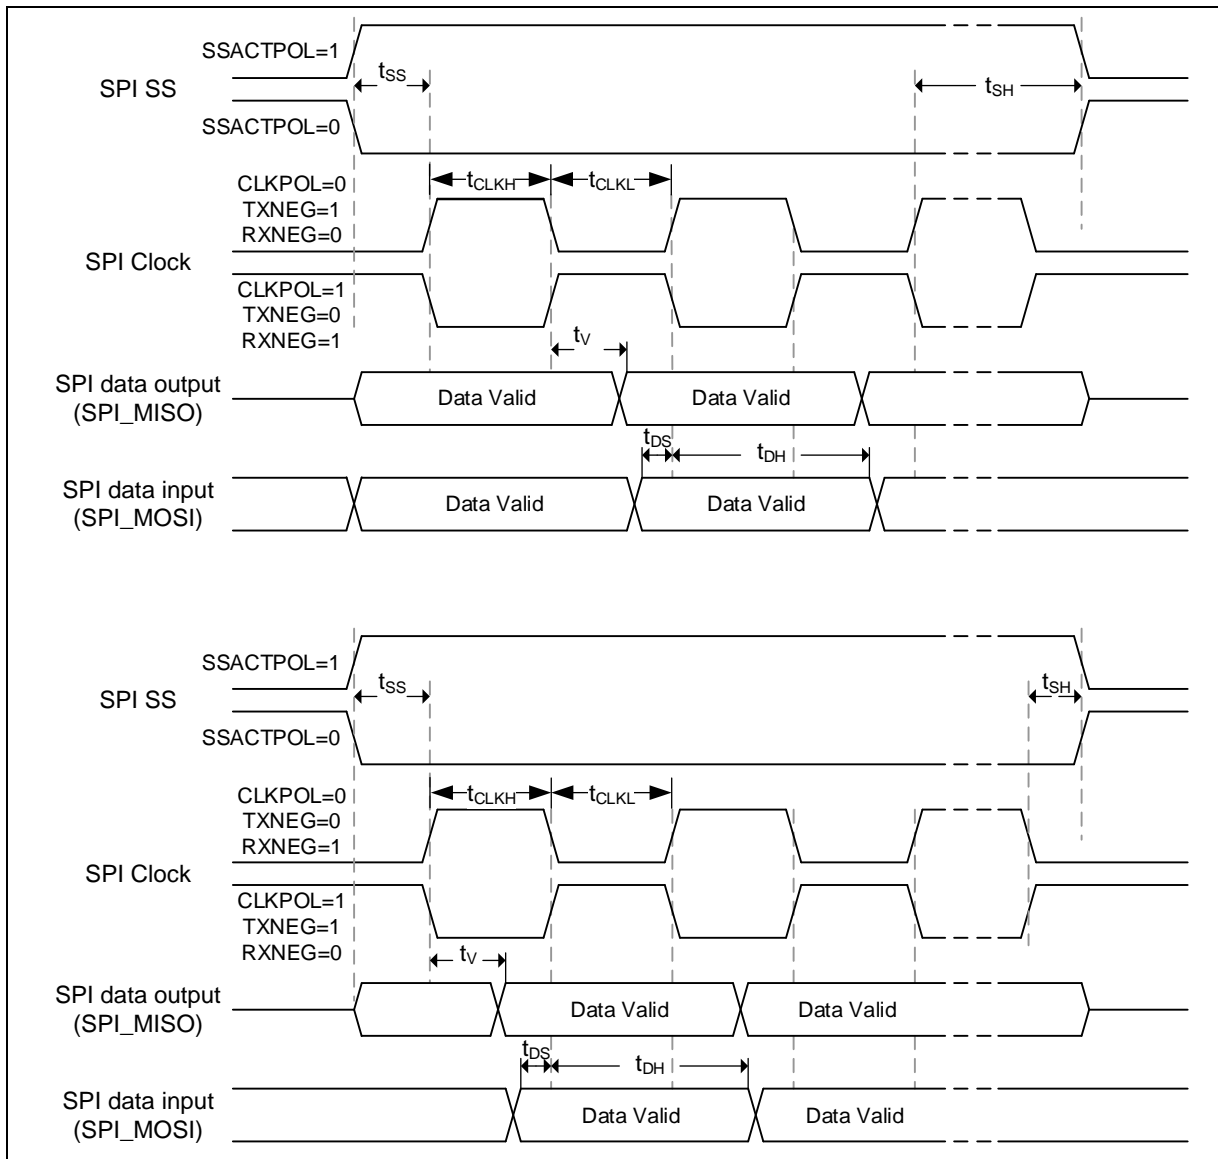 SSACTPOL=1
tSS
tSH
SPI SS
SSACTPOL=0
CLKPOL=0
TXNEG=1
RXNEG=0
tCLKH
tCLKL
SPI Clock
CLKPOL=1
TXNEG=0
RXNEG=1
tV
SPI data output
(SPI_MISO)
Data Valid
Data Valid
tDS
tDH
SPI data input
(SPI_MOSI)
Data Valid
Data Valid
SSACTPOL=1
tSS
tSH
SPI SS
SSACTPOL=0
CLKPOL=0
TXNEG=0
RXNEG=1
tCLKH
tCLKL
SPI Clock
CLKPOL=1
TXNEG=1
RXNEG=0
tV
SPI data output
(SPI_MISO)
Data Valid
Data Valid
tDS
tDH
SPI data input
(SPI_MOSI)
Data Valid
Data Valid